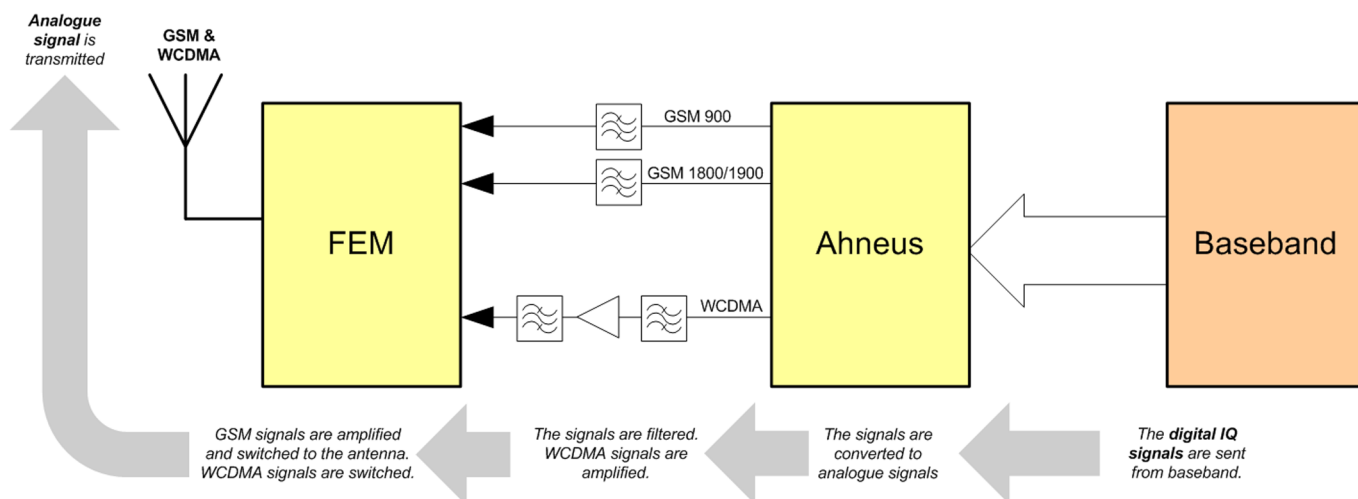 Analogue
signal is
transmitted
GSM &
WCDMA
GSM 900
GSM 1800/1900
WCDMA
FEM
Ahneus
Baseband
GSM signals are amplified
and switched to the antenna.
WCDMA signals are switched.
The signals are filtered.
WCDMA signals are
amplified.
The signals are
converted to
analogue signals
The digital IQ
signals are sent
from baseband.